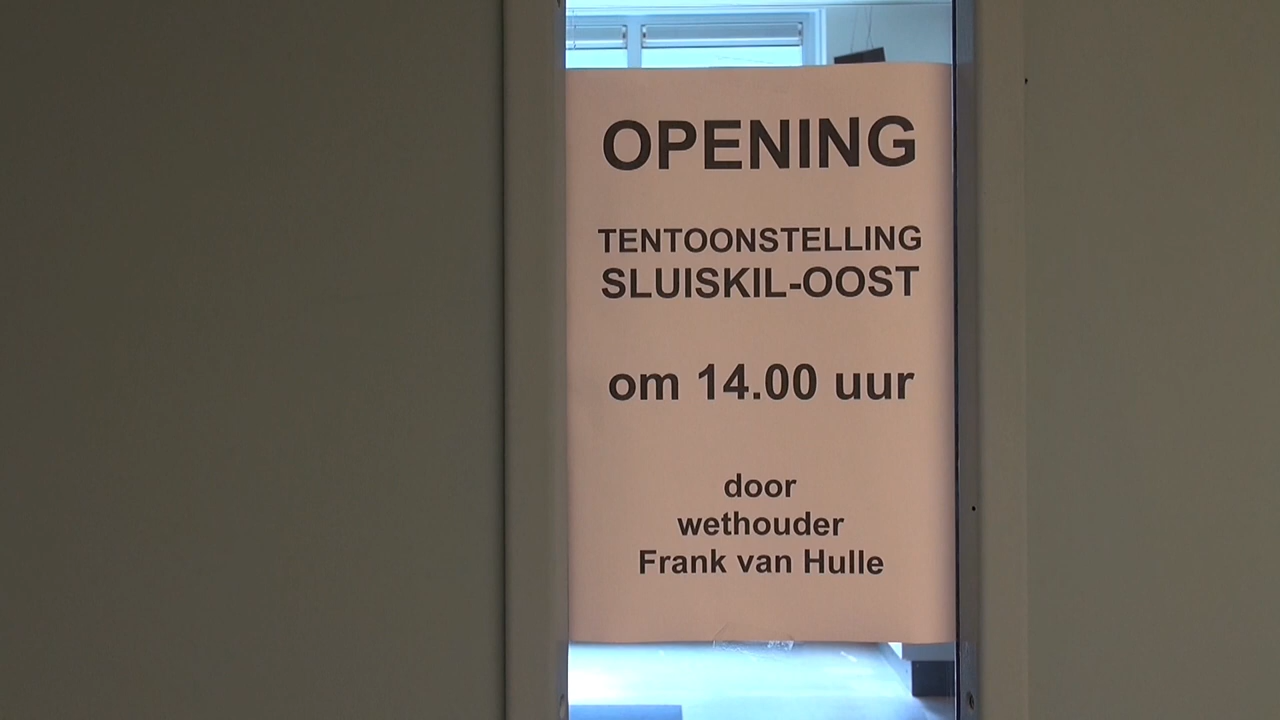 OPENING
TENTOONSTELLING
SLUISKIL-OOST
om 14.00 uur
door
wethouder
Frank van Hulle